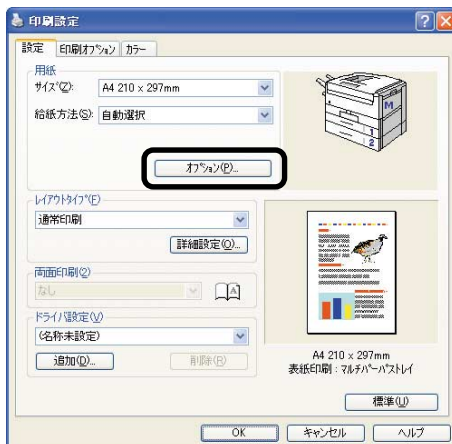 印刷設定
設定 印刷オプション カラー
用紙
サイズ(Z): A4 210 x 297mm
給紙方法(S): 自動選択
オプション(P)...
M
1
2
レイアウトタイプ(E)
通常印刷
詳細設定(O)...
両面印刷(2)
なし
A
ドライバ設定(V)
(名称未設定)
追加(D)... 削除(R)
A4 210 x 297mm
表紙印刷 : マルチパーパストレイ
標準(U)
OK キャンセル ヘルプ